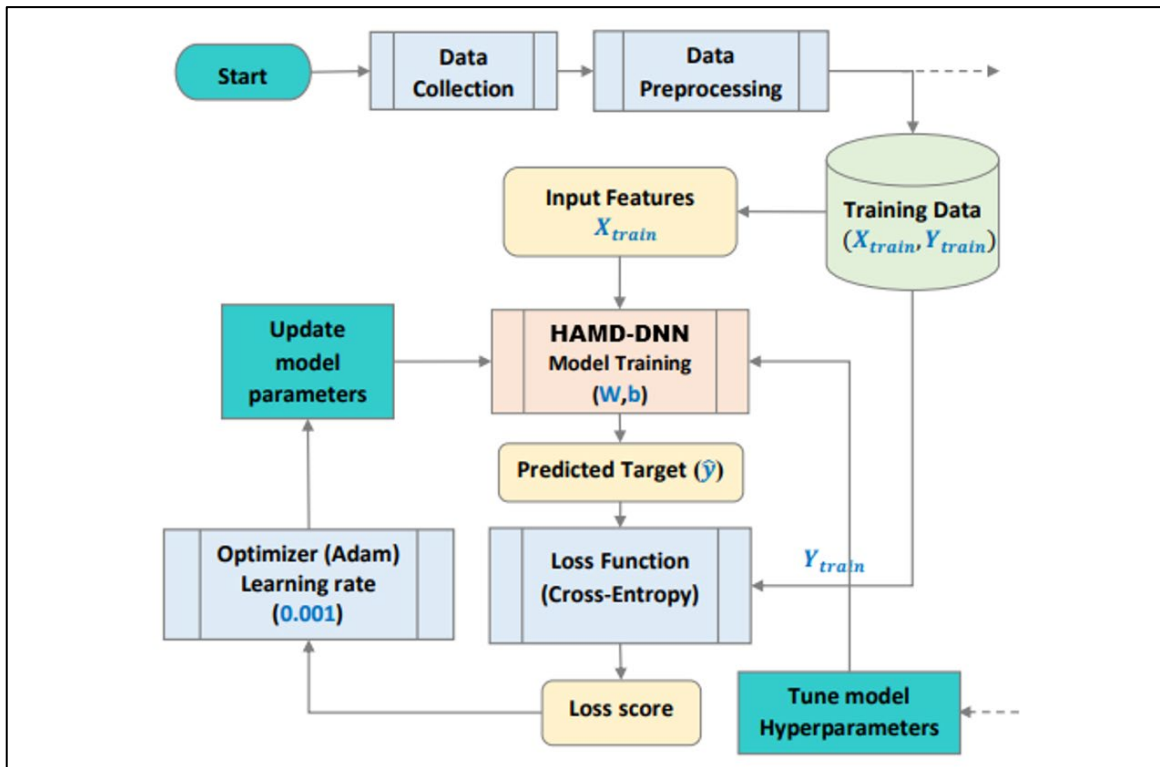 Start
Data
Collection
Data
Preprocessing
Input Features
X_train
Training Data
(X_train, Y_train)
Update
model
parameters
HAMD-DNN
Model Training
(W,b)
Predicted Target (ŷ)
Optimizer (Adam)
Learning rate
(0.001)
Loss Function
(Cross-Entropy)
Y_train
Loss score
Tune model
Hyperparameters